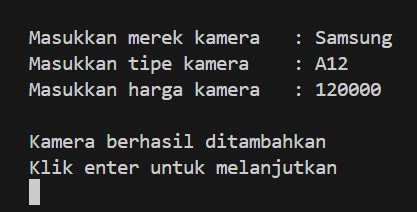 Masukkan merek kamera   : Samsung
Masukkan tipe kamera    : A12
Masukkan harga kamera   : 120000
Kamera berhasil ditambahkan
Klik enter untuk melanjutkan